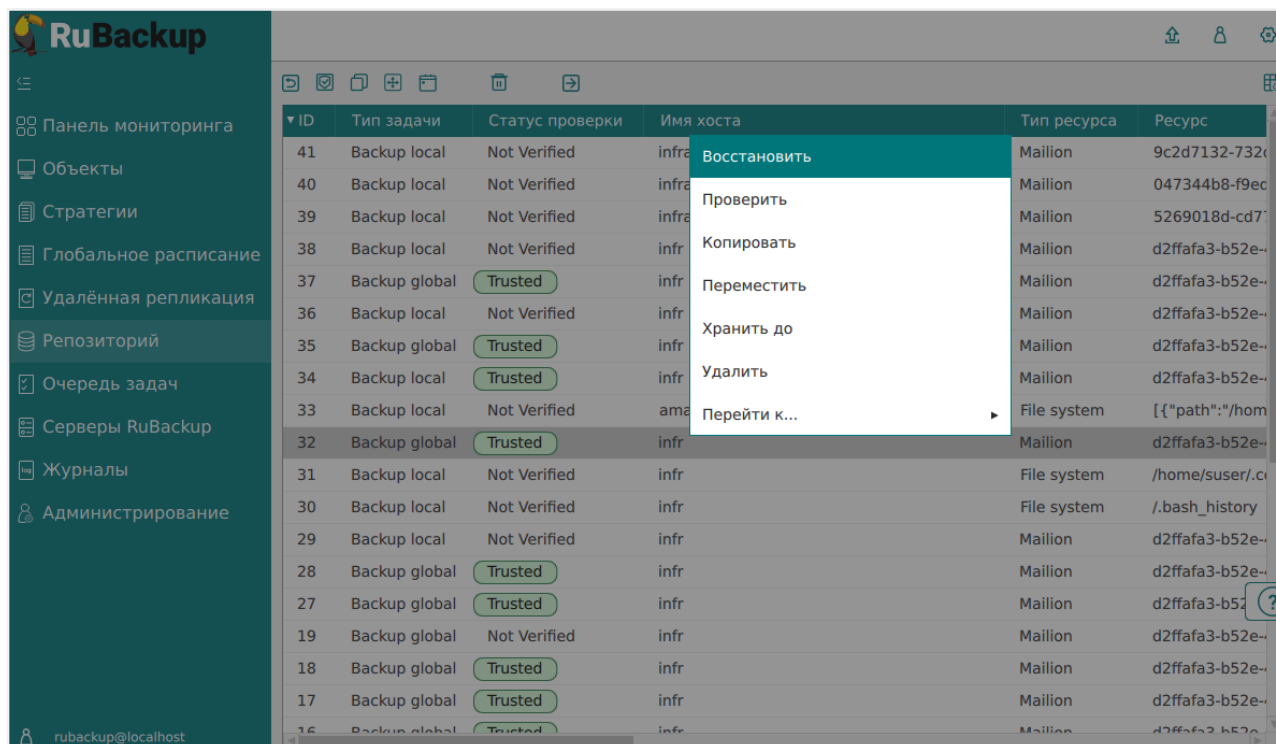 RuBackup
Панель мониторинга
Объекты
Стратегии
Глобальное расписание
Удалённая репликация
Репозиторий
Очередь задач
Серверы RuBackup
Журналы
Администрирование
rubackup@localhost
▼ ID Тип задачи Статус проверки Имя хоста Тип ресурса Ресурс
41 Backup local Not Verified infra Mailion 9c2d7132-732
40 Backup local Not Verified infra Mailion 047344b8-f9ec
39 Backup local Not Verified infra Mailion 5269018d-cd7
38 Backup local Not Verified infr Mailion d2ffafa3-b52e-
37 Backup global Trusted infr Mailion d2ffafa3-b52e-
36 Backup local Not Verified infr Mailion d2ffafa3-b52e-
35 Backup global Trusted infr Mailion d2ffafa3-b52e-
34 Backup local Trusted infr Mailion d2ffafa3-b52e-
33 Backup local Not Verified ama File system [{"path":"/hom
32 Backup global Trusted infr Mailion d2ffafa3-b52e-
31 Backup local Not Verified infr File system /home/suser/.c
30 Backup local Not Verified infr File system /.bash_history
29 Backup local Not Verified infr Mailion d2ffafa3-b52e-
28 Backup global Trusted infr Mailion d2ffafa3-b52e-
27 Backup global Trusted infr Mailion d2ffafa3-b52
19 Backup global Not Verified infr Mailion d2ffafa3-b52e-
18 Backup global Trusted infr Mailion d2ffafa3-b52e-
17 Backup global Trusted infr Mailion d2ffafa3-b52e-
16 Backup global Trusted infr Mailion d2ffafa3-b52e
Восстановить
Проверить
Копировать
Переместить
Хранить до
Удалить
Перейти к...
?